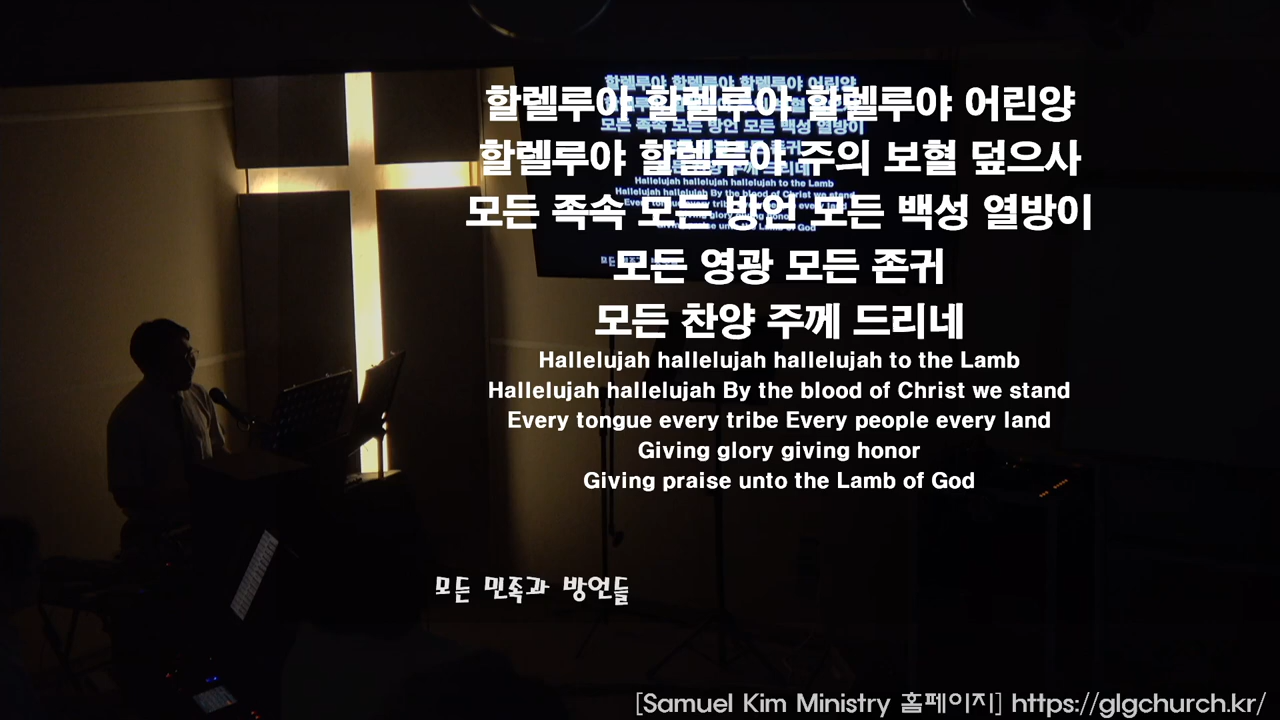 할렐루야 할렐루야 할렐루야 어린양
할렐루야 할렐루야 주의 보혈 덮으사
모든 족속 모든 방언 모든 백성 열방이
모든 영광 모든 존귀
모든 찬양 주께 드리네
Hallelujah hallelujah hallelujah to the Lamb
Hallelujah hallelujah By the blood of Christ we stand
Every tongue every tribe Every people every land
Giving glory giving honor
Giving praise unto the Lamb of God
모든 민족과 방언들
[Samuel Kim Ministry 홈페이지] https://glgchurch.kr/